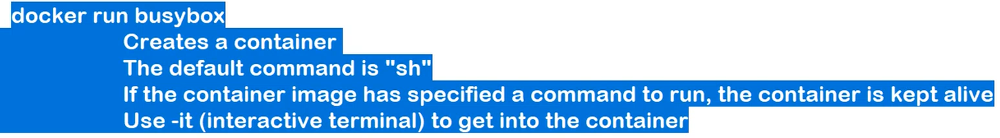 docker run busybox
Creates a container
The default command is "sh"
If the container image has specified a command to run, the container is kept alive
Use -it (interactive terminal) to get into the container